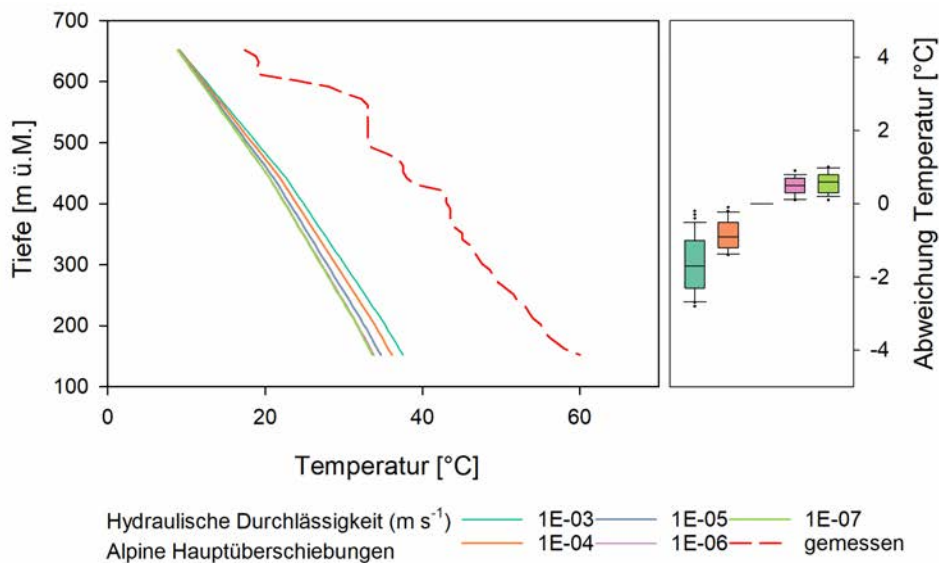 700
600
500
400
300
200
100
Tiefe [m ü.M.]
0
20
40
60
Temperatur [°C]
4
2
0
-2
-4
Abweichung Temperatur [°C]
Hydraulische Durchlässigkeit (m s⁻¹)
Alpine Hauptüberschiebungen
1E-03
1E-05
1E-07
1E-04
1E-06
gemessen